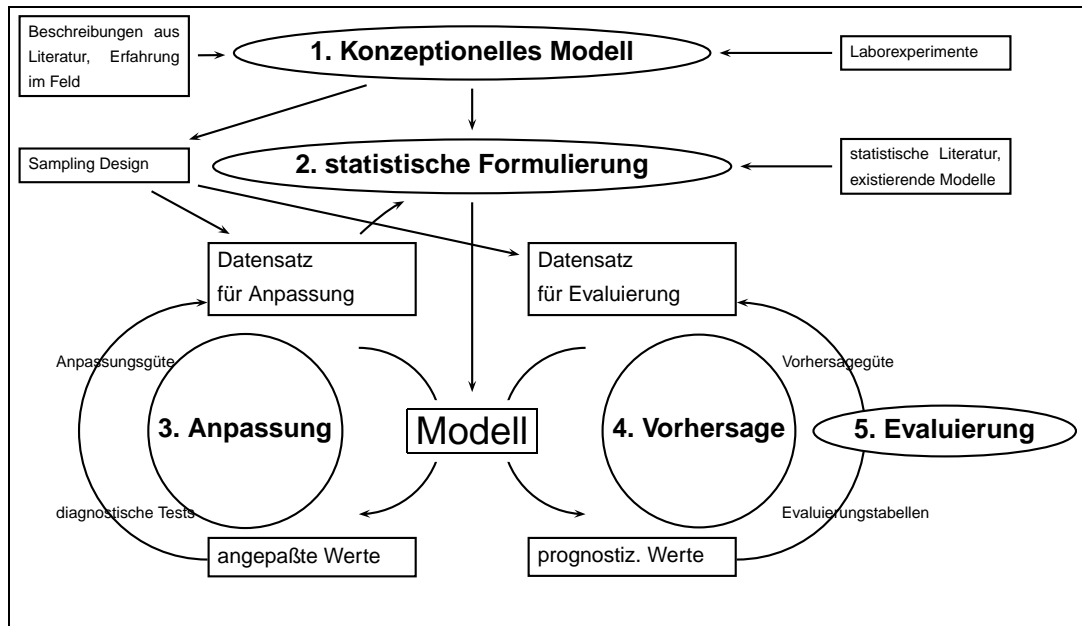 Beschreibungen aus
Literatur, Erfahrung
im Feld
1. Konzeptionelles Modell
Laborexperimente
Sampling Design
2. statistische Formulierung
statistische Literatur,
existierende Modelle
Datensatz
für Anpassung
Datensatz
für Evaluierung
Anpassungsgüte
Vorhersagegüte
3. Anpassung
Modell
4. Vorhersage
5. Evaluierung
diagnostische Tests
Evaluierungstabellen
angepaßte Werte
prognostiz. Werte